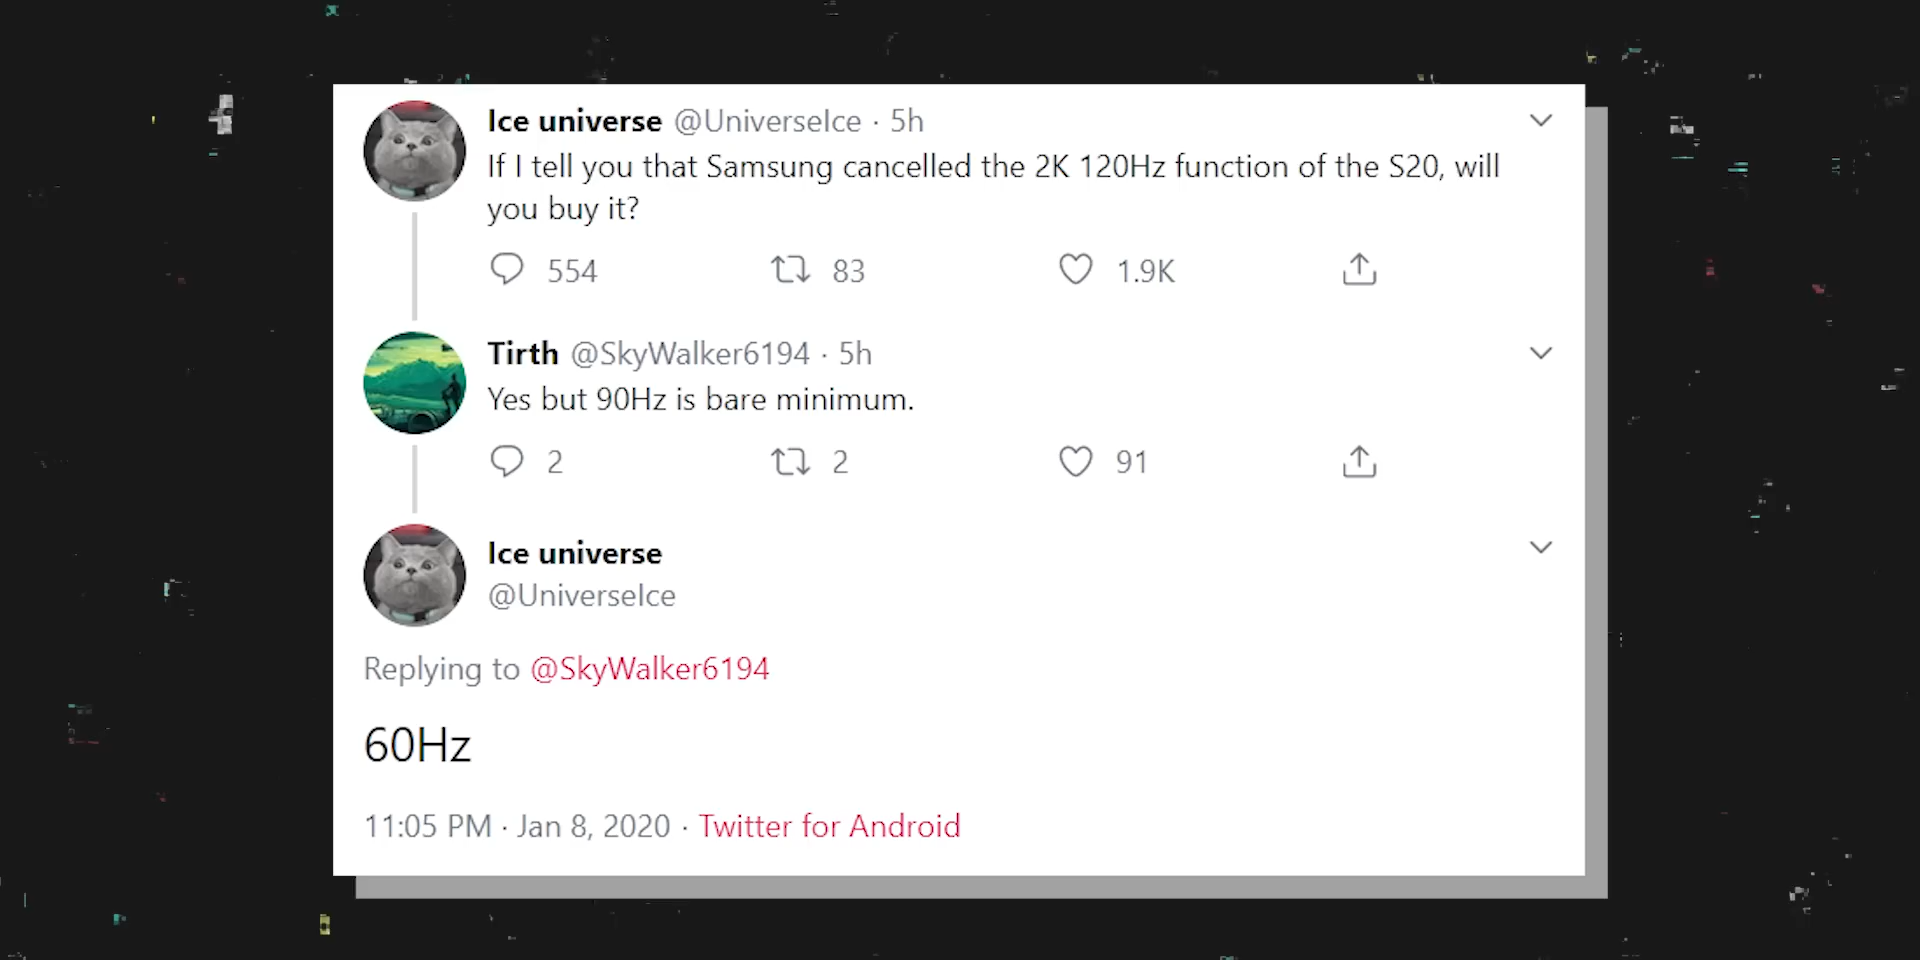 Ice universe @UniverseIce · 5h
If I tell you that Samsung cancelled the 2K 120Hz function of the S20, will
you buy it?
554 83 1.9K
Tirth @SkyWalker6194 · 5h
Yes but 90Hz is bare minimum.
2 2 91
Ice universe
@UniverseIce
Replying to @SkyWalker6194
60Hz
11:05 PM · Jan 8, 2020 · Twitter for Android